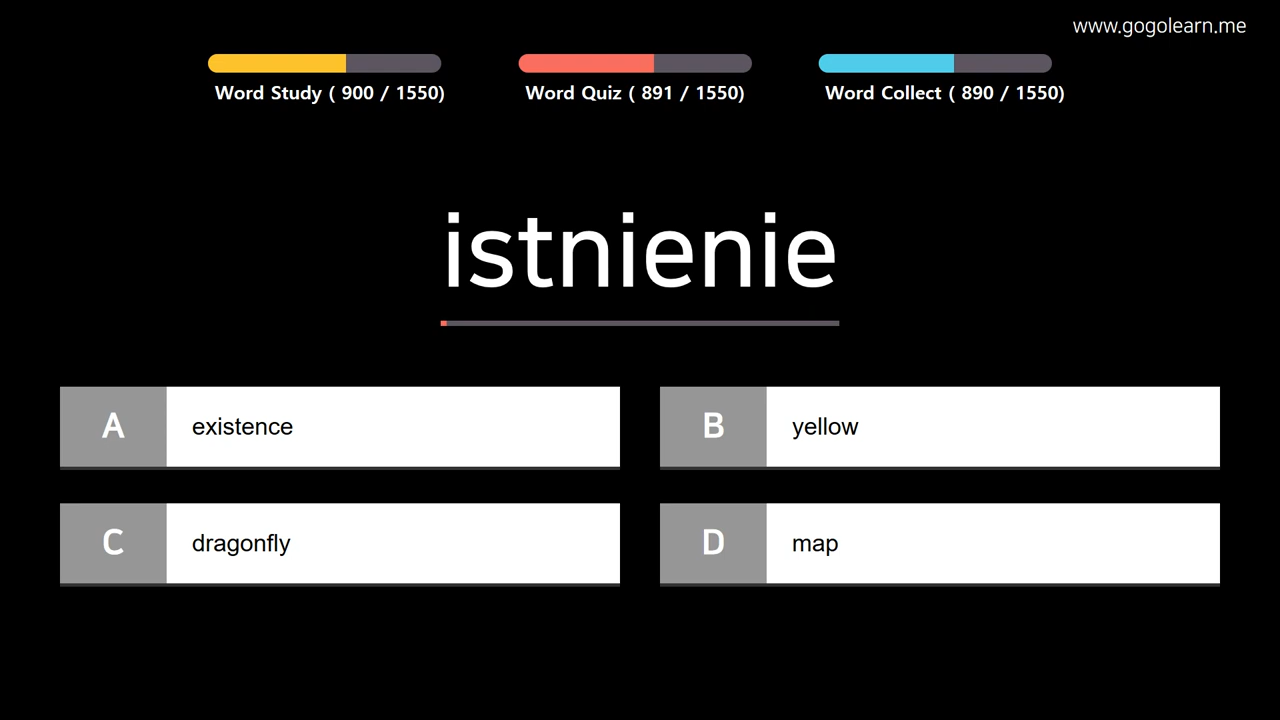 www.gogolearn.me
Word Study ( 900 / 1550)
Word Quiz ( 891 / 1550)
Word Collect ( 890 / 1550)
istnienie
A existence
B yellow
C dragonfly
D map